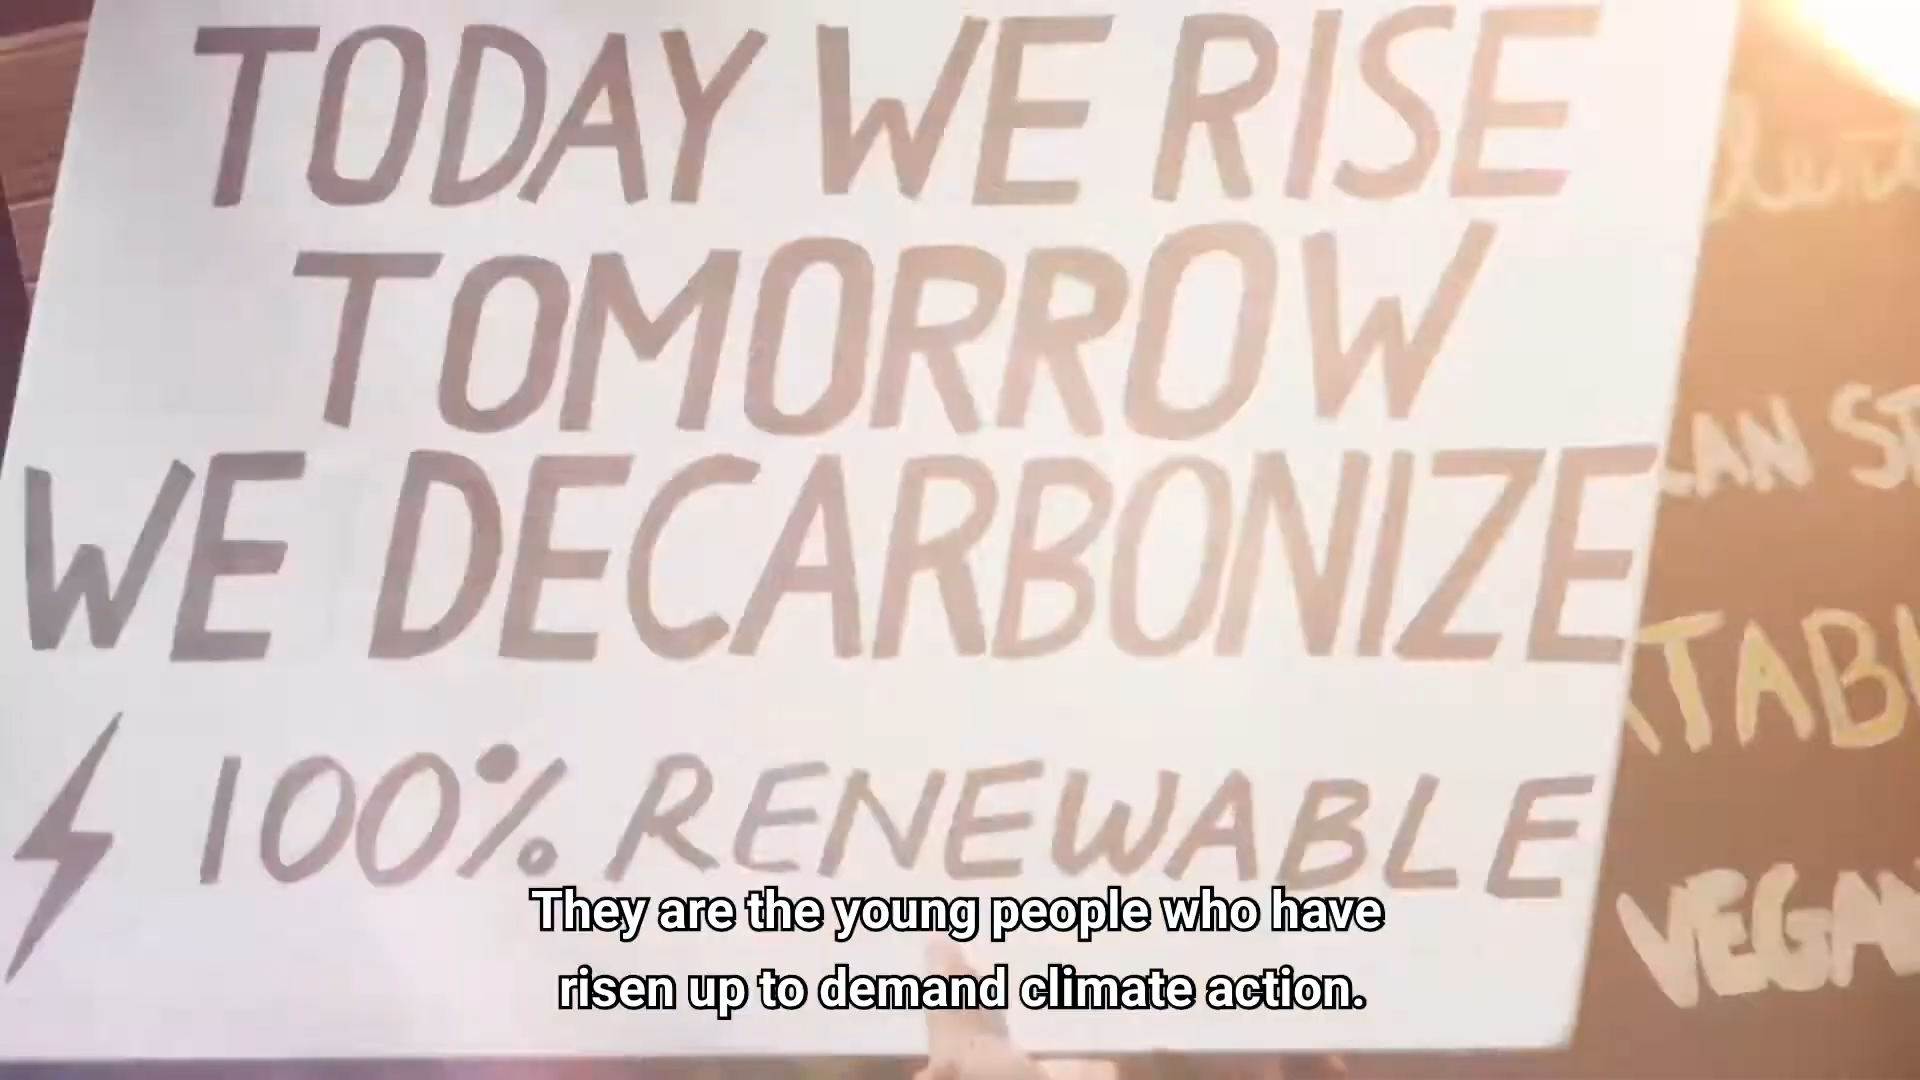 TODAY WE RISE
TOMORROW
WE DECARBONIZE
100% RENEWABLE
They are the young people who have
risen up to demand climate action.